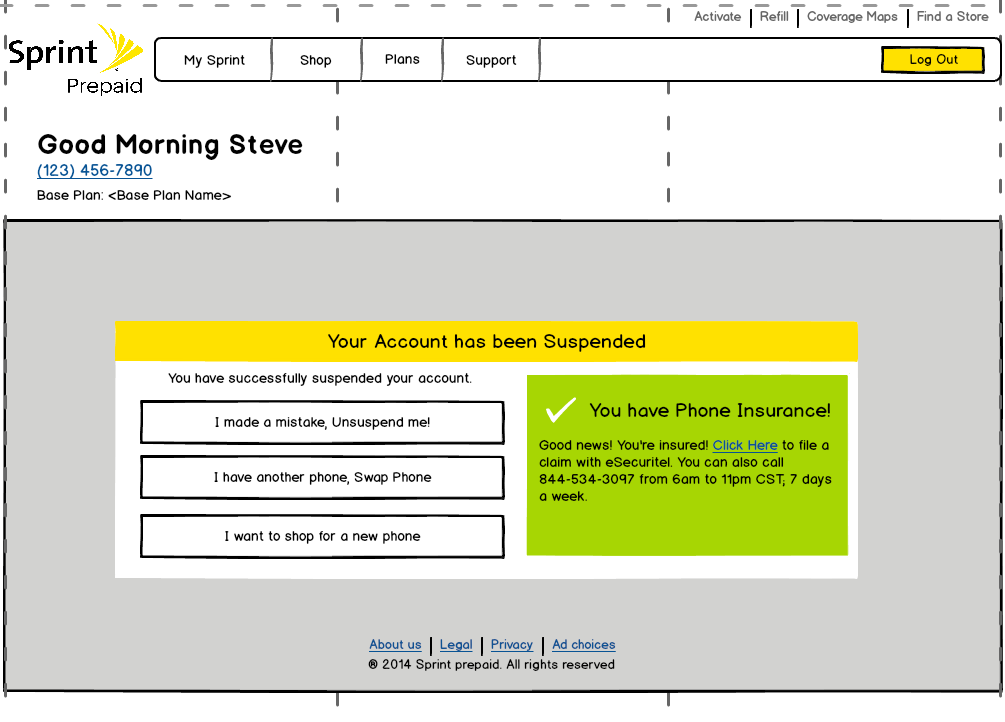 Activate | Refill | Coverage Maps | Find a Store
Sprint
Prepaid
My Sprint
Shop
Plans
Support
Log Out
Good Morning Steve
(123) 456-7890
Base Plan: <Base Plan Name>
Your Account has been Suspended
You have successfully suspended your account.
I made a mistake, Unsuspend me!
I have another phone, Swap Phone
I want to shop for a new phone
You have Phone Insurance!
Good news! You're insured! Click Here to file a
claim with eSecuritel. You can also call
844-534-3097 from 6am to 11pm CST, 7 days
a week.
About us | Legal | Privacy | Ad choices
® 2014 Sprint prepaid. All rights reserved